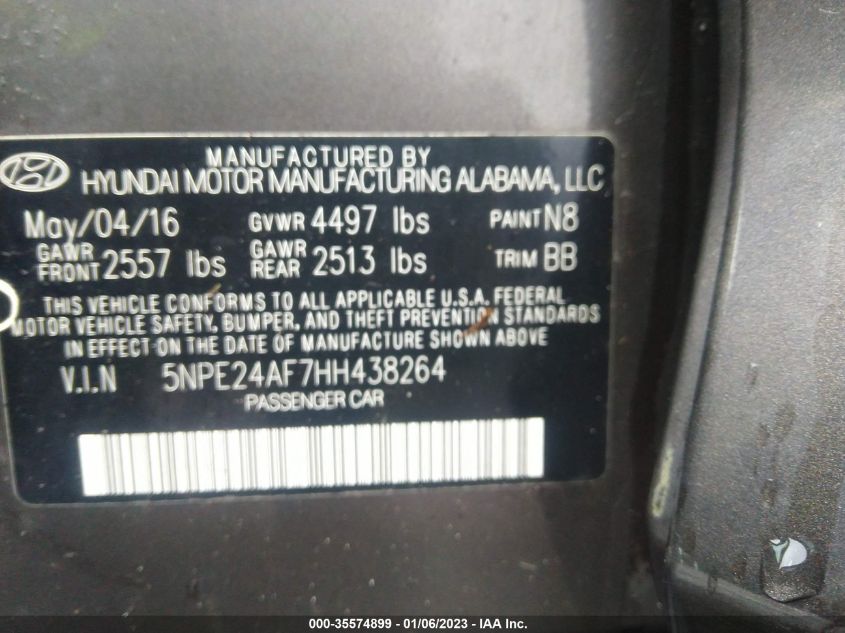 MANUFACTURED BY
HYUNDAI MOTOR MANUFACTURING ALABAMA, LLC
May/04/16 GVWR 4497 lbs PAINT N8
GAWR FRONT 2557 lbs GAWR REAR 2513 lbs TRIM BB
THIS VEHICLE CONFORMS TO ALL APPLICABLE U.S.A. FEDERAL
MOTOR VEHICLE SAFETY, BUMPER, AND THEFT PREVENTION STANDARDS
IN EFFECT ON THE DATE OF MANUFACTURE SHOWN ABOVE
V.I.N 5NPE24AF7HH438264
PASSENGER CAR
000-35574899 - 01/06/2023 - IAA Inc.